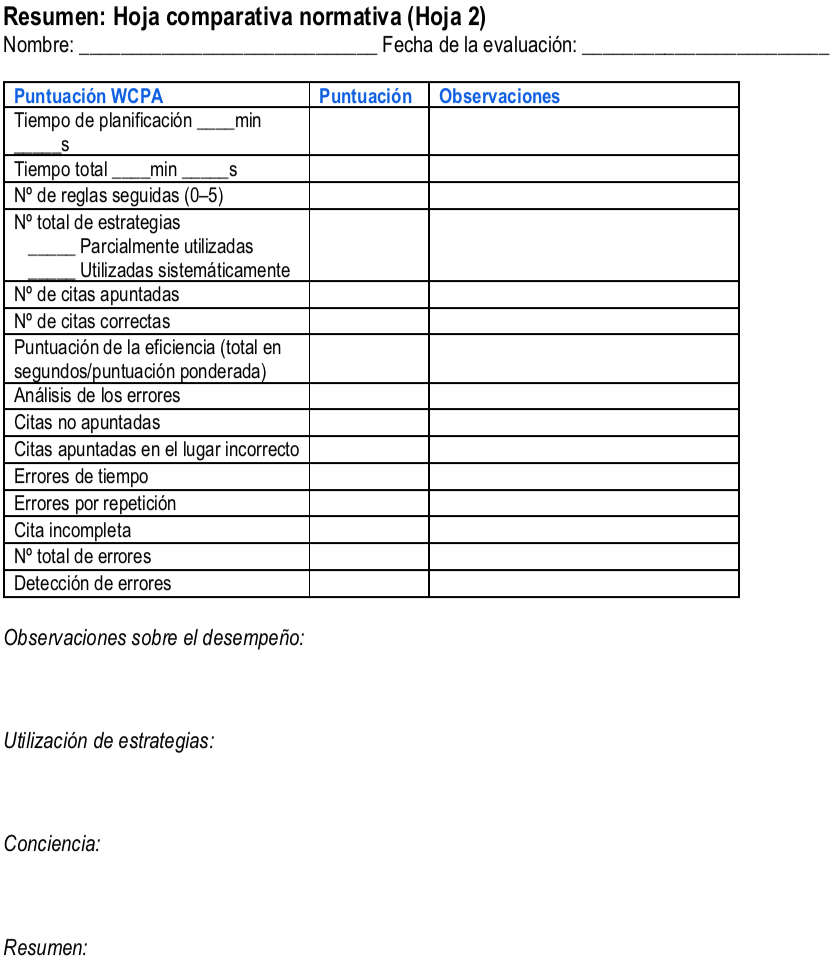 Resumen: Hoja comparativa normativa (Hoja 2)
Nombre: _____________________________ Fecha de la evaluación: ________________________
Puntuación WCPA Puntuación Observaciones
Tiempo de planificación ____min
_____s
Tiempo total ____min _____s
Nº de reglas seguidas (0–5)
Nº total de estrategias
_____ Parcialmente utilizadas
_____ Utilizadas sistemáticamente
Nº de citas apuntadas
Nº de citas correctas
Puntuación de la eficiencia (total en
segundos/puntuación ponderada)
Análisis de los errores
Citas no apuntadas
Citas apuntadas en el lugar incorrecto
Errores de tiempo
Errores por repetición
Cita incompleta
Nº total de errores
Detección de errores
Observaciones sobre el desempeño:
Utilización de estrategias:
Conciencia:
Resumen: